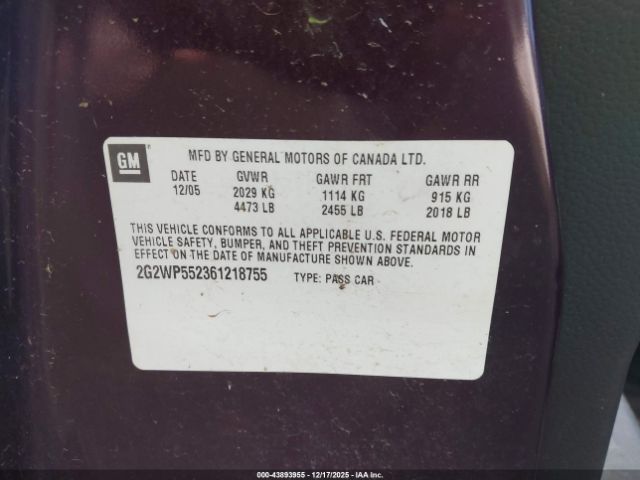 GM
MFD BY GENERAL MOTORS OF CANADA LTD.
DATE GVWR GAWR FRT GAWR RR
12/05 2029 KG 1114 KG 915 KG
4473 LB 2455 LB 2018 LB
THIS VEHICLE CONFORMS TO ALL APPLICABLE U.S. FEDERAL MOTOR
VEHICLE SAFETY, BUMPER, AND THEFT PREVENTION STANDARDS IN
EFFECT ON THE DATE OF MANUFACTURE SHOWN ABOVE.
2G2WP552361218755 TYPE: PASS CAR
000-43893955 | 12/17/2025 | IAA Inc.